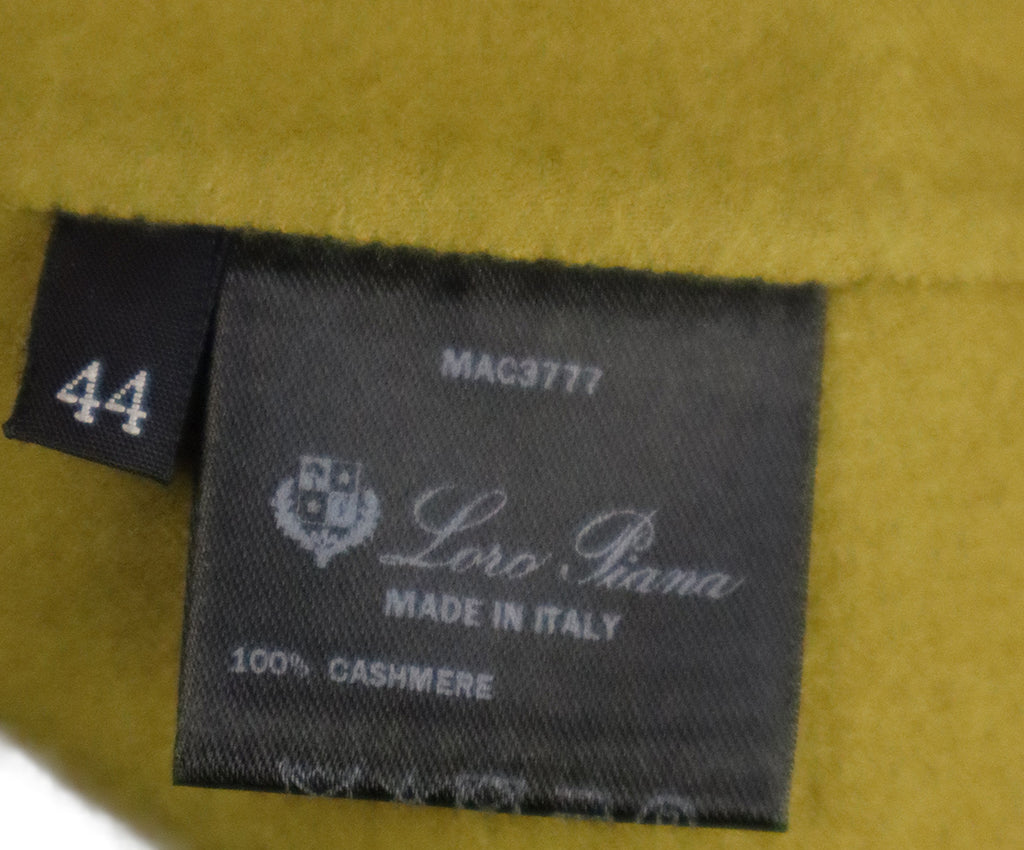 44
MAC3777
Loro Piana
MADE IN ITALY
100% CASHMERE